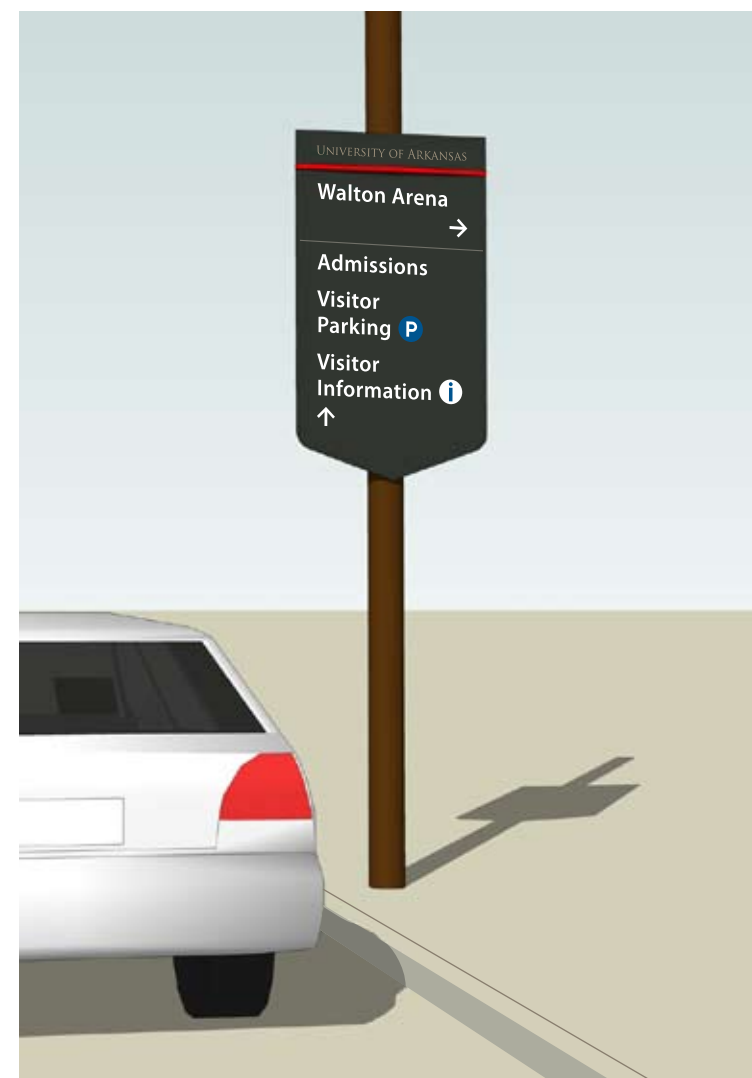 UNIVERSITY OF ARKANSAS
Walton Arena
→
Admissions
Visitor
Parking P
Visitor
Information i
↑